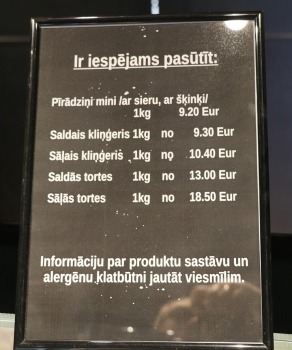 Ir iespējams pasūtīt:
Pīrādziņi mini /ar sieru, ar šķiņķi/
1kg 9.20 Eur
Saldais kliņģeris 1kg no 9.30 Eur
Sāļais kliņģeris 1kg no 10.40 Eur
Saldās tortes 1kg no 13.00 Eur
Sāļās tortes 1kg no 18.50 Eur
Informāciju par produktu sastāvu un
alergēnu klatbūtni jautāt viesmīlim.